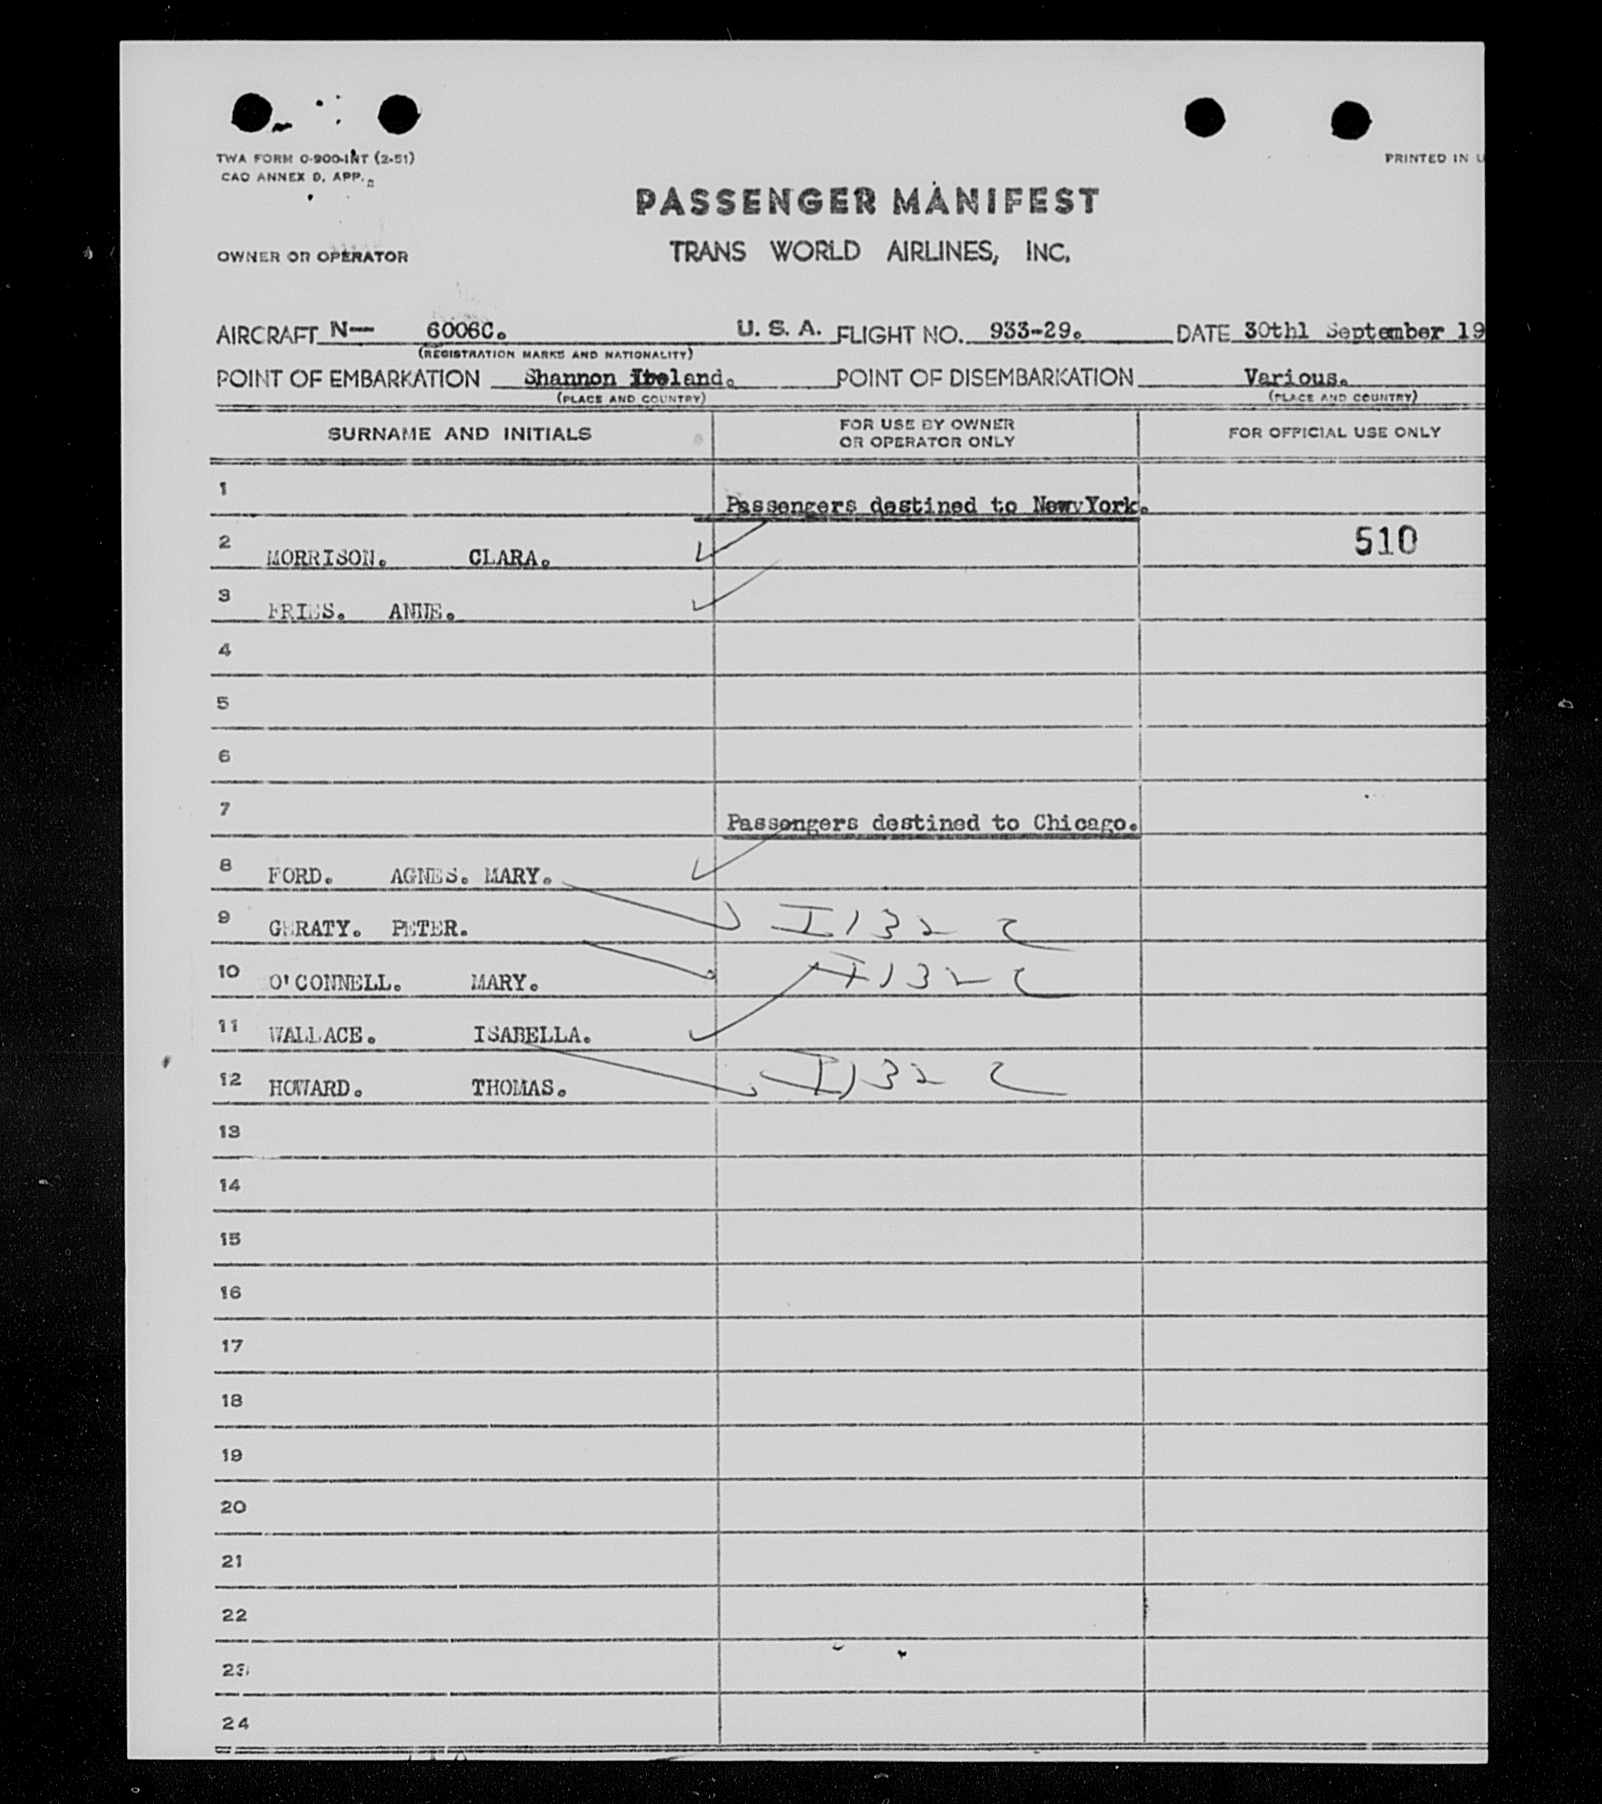 TWA FORM O-900-INT (2-51)
CAO ANNEX D, APP.
PRINTED IN U
PASSENGER MANIFEST
OWNER OR OPERATOR
TRANS WORLD AIRLINES, INC.
AIRCRAFT N— 6006C. U. S. A. FLIGHT NO. 933-29. DATE 30th1 September 19
(REGISTRATION MARKS AND NATIONALITY)
POINT OF EMBARKATION Shannon Ireland. POINT OF DISEMBARKATION Various.
(PLACE AND COUNTRY) (PLACE AND COUNTRY)
SURNAME AND INITIALS FOR USE BY OWNER OR OPERATOR ONLY FOR OFFICIAL USE ONLY
1 Passengers destined to NewvYork.
2 MORRISON. CLARA. 510
3 FRIES. ANNE.
4
5
6
7 Passengers destined to Chicago.
8 FORD. AGNES. MARY.
9 GERATY. PETER. I132 C
10 O'CONNELL. MARY. I132 C
11 WALLACE. ISABELLA.
12 HOWARD. THOMAS. I132 C
13
14
15
16
17
18
19
20
21
22
23
24